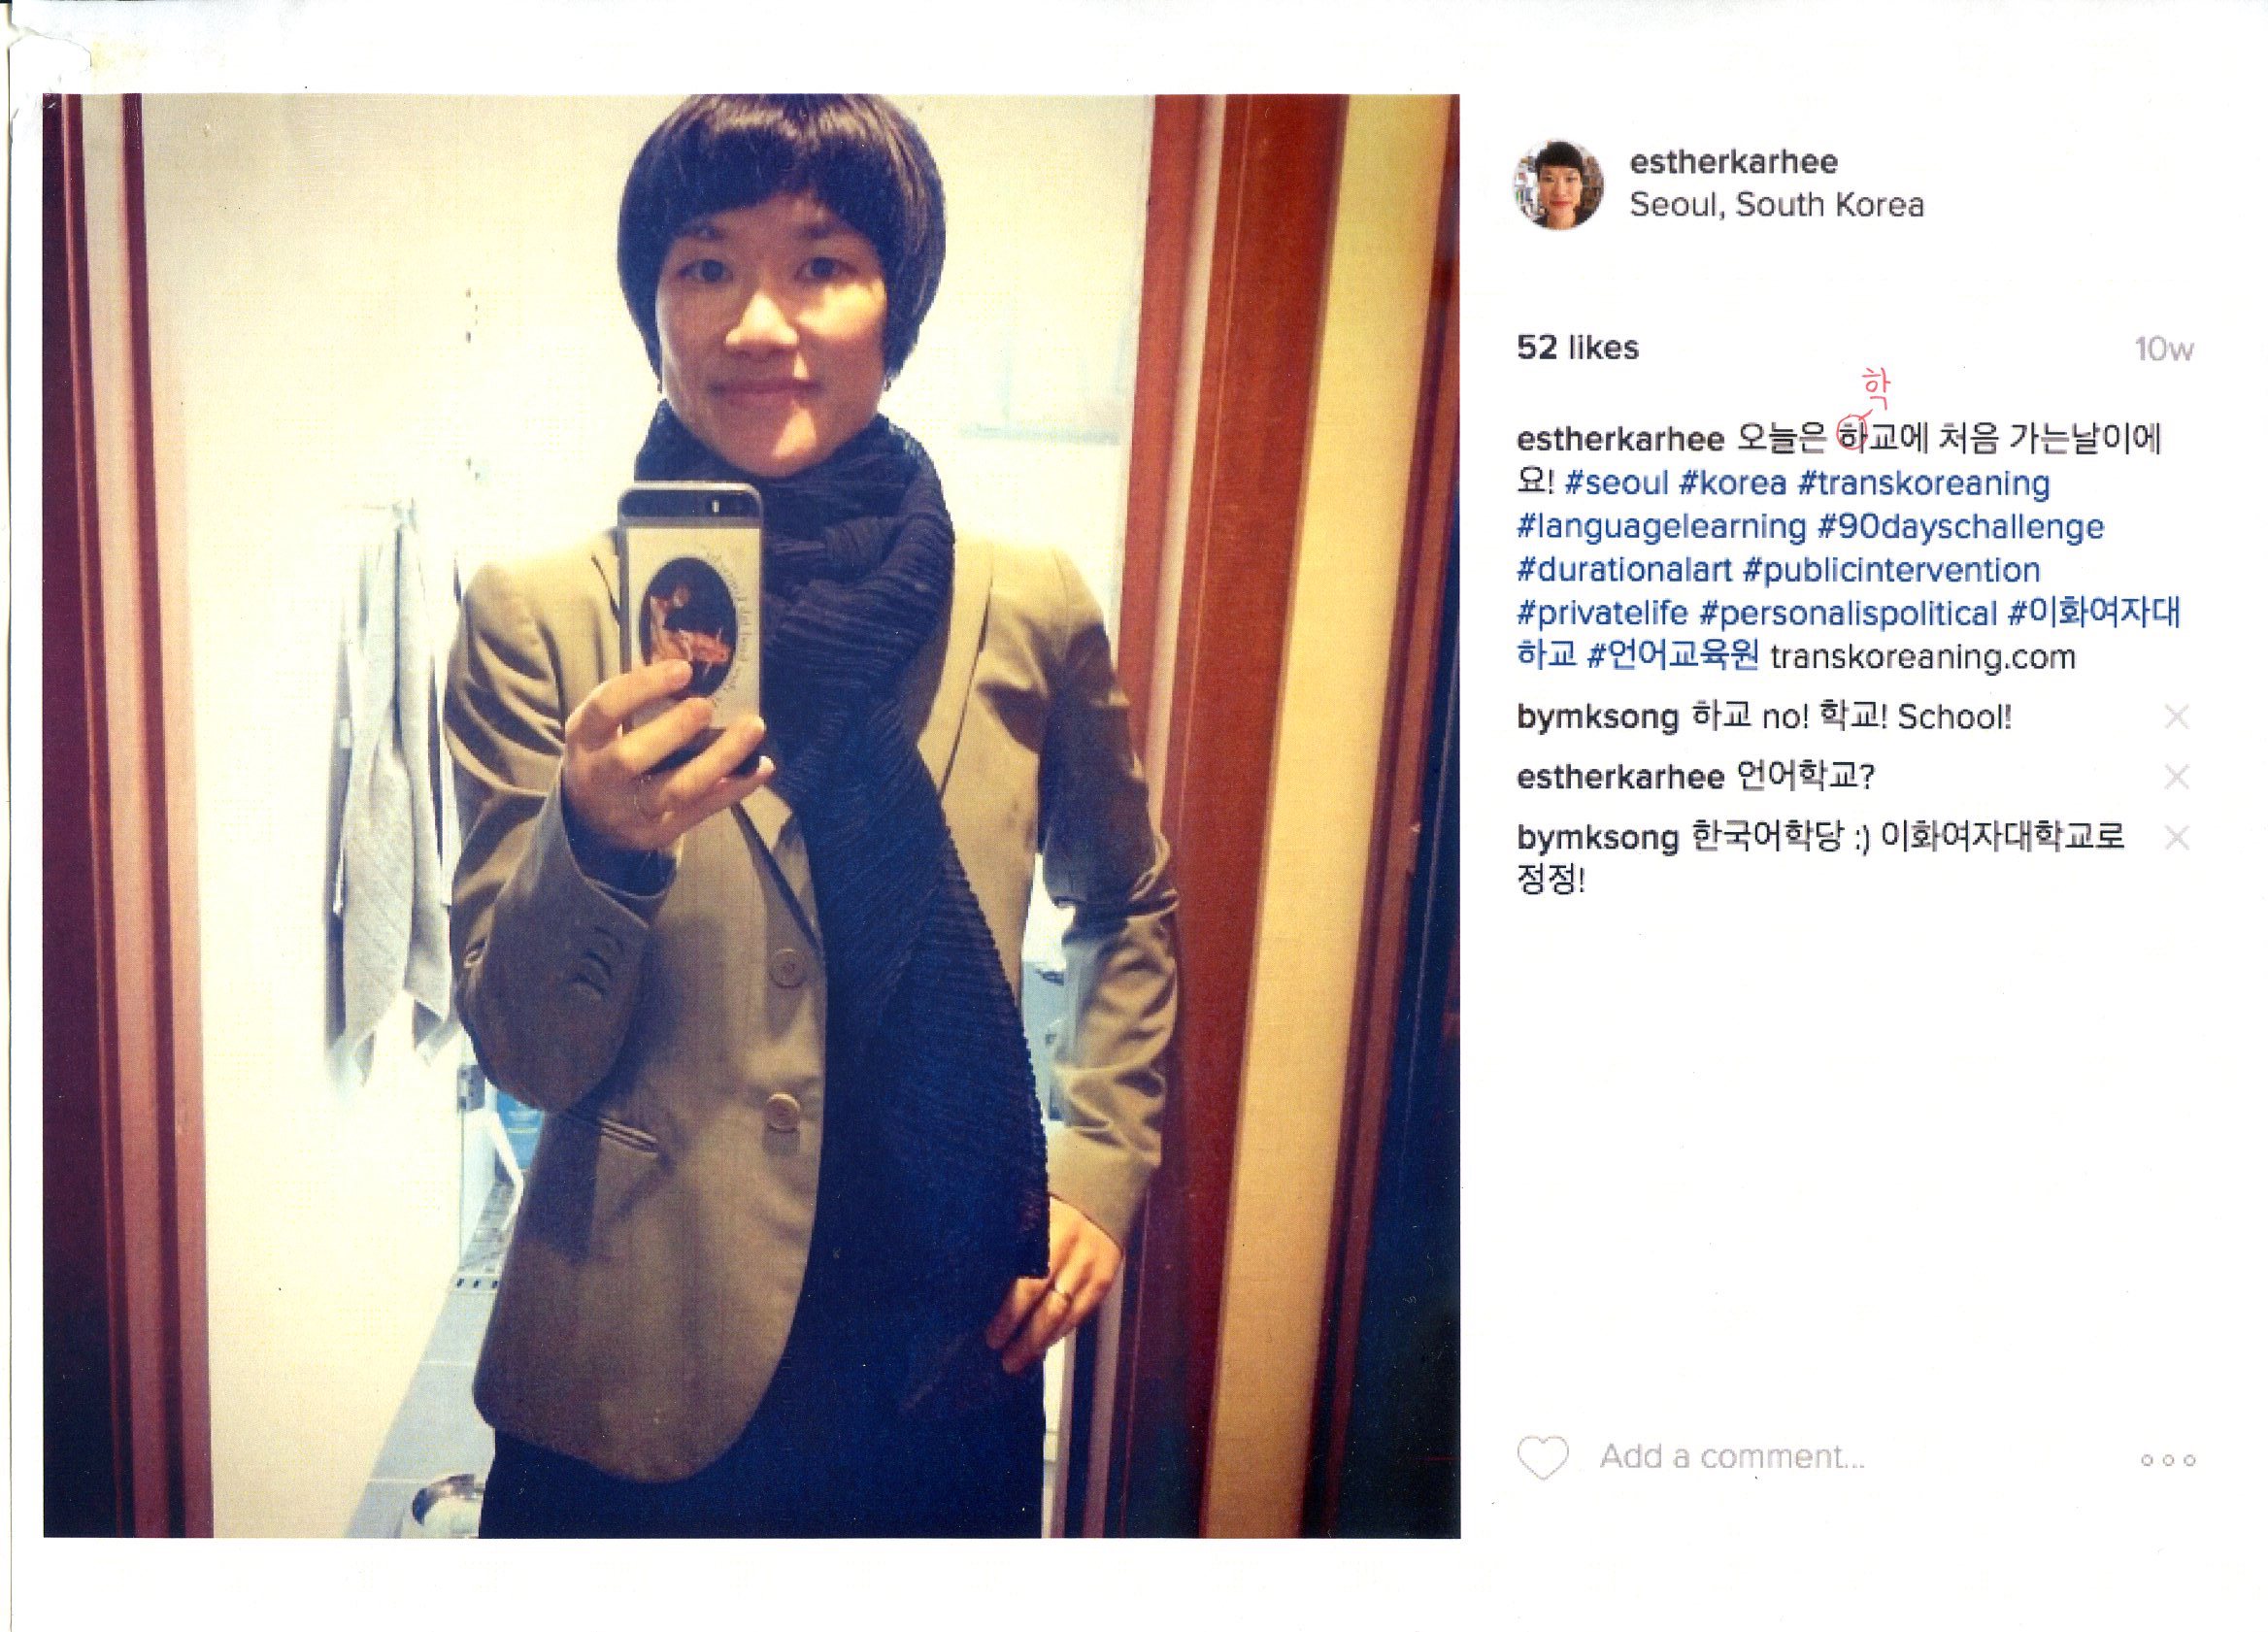 estherkarhee
Seoul, South Korea
52 likes
10w
학
estherkarhee 오늘은 하교에 처음 가는날이에
요! #seoul #korea #transkoreaning
#languagelearning #90dayschallenge
#durationalart #publicintervention
#privatelife #personalispolitical #이화여자대
하교 #언어교육원 transkoreaning.com
bymksong 하교 no! 학교! School!
estherkarhee 언어학교?
bymksong 한국어학당 :) 이화여자대학교로
정정!
Add a comment...